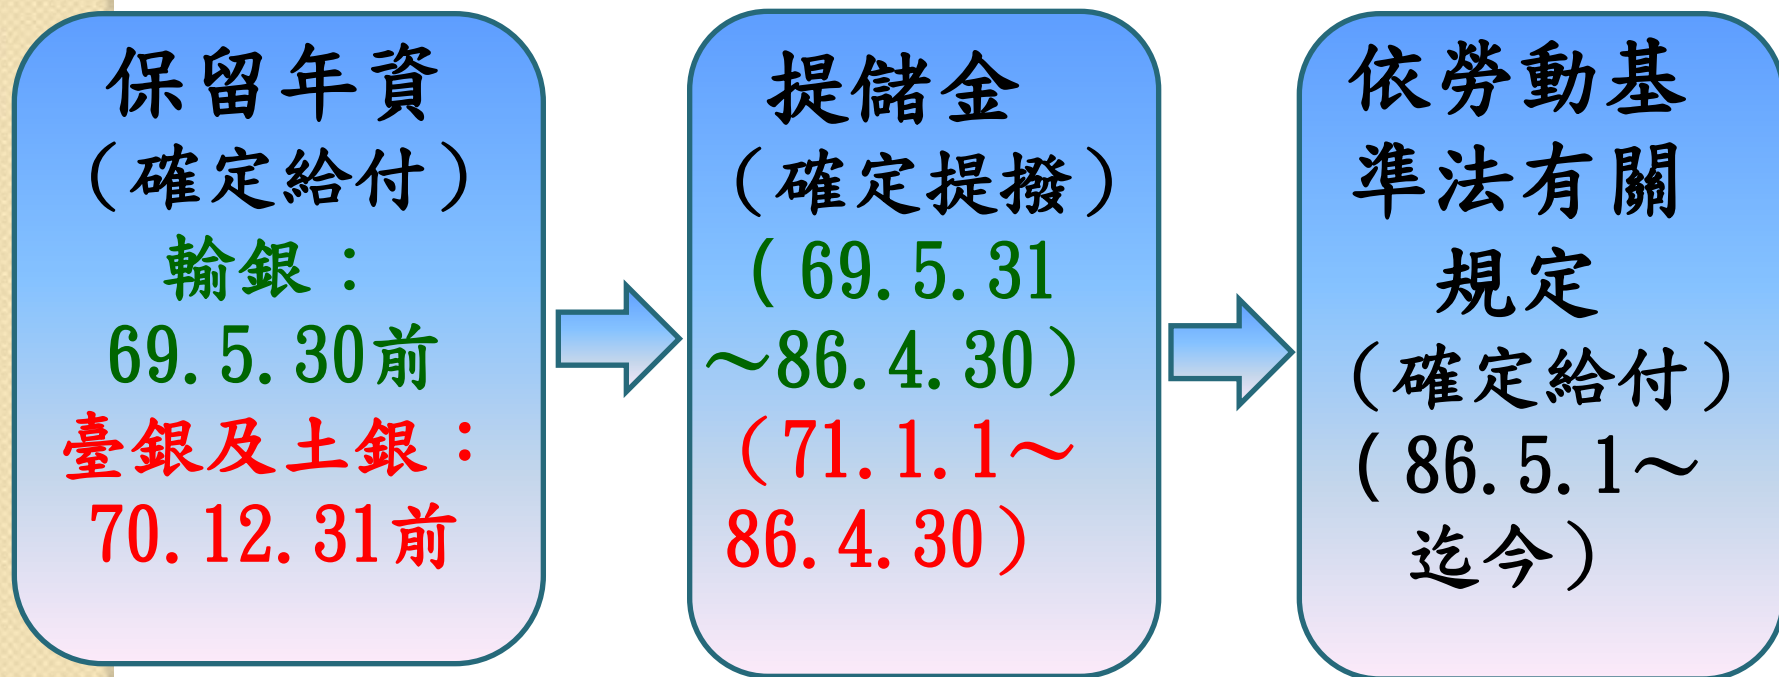 保留年資
（確定給付）
輸銀：
69.5.30前
臺銀及土銀：
70.12.31前
提儲金
（確定提撥）
（69.5.31
～86.4.30）
（71.1.1～
86.4.30）
依勞動基
準法有關
規定
（確定給付）
（86.5.1～
迄今）